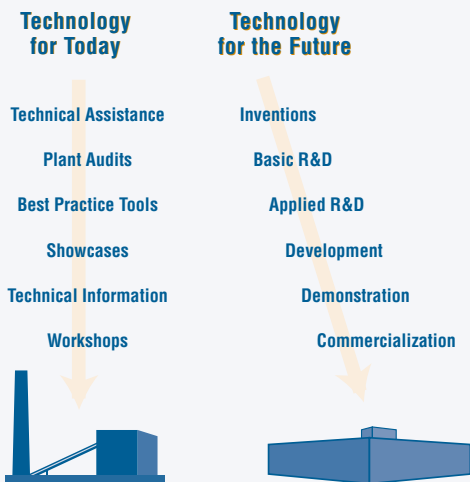 Technology
for Today
Technical Assistance
Plant Audits
Best Practice Tools
Showcases
Technical Information
Workshops
Technology
for the Future
Inventions
Basic R&D
Applied R&D
Development
Demonstration
Commercialization